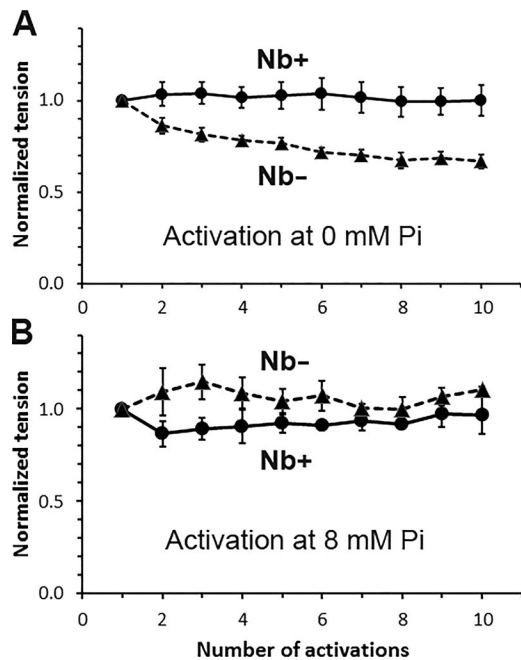 A
Normalized tension
1.0
0.5
0.0
Nb+
Nb−
Activation at 0 mM Pi
0 2 4 6 8 10
B
Normalized tension
1.0
0.5
0.0
Nb−
Nb+
Activation at 8 mM Pi
0 2 4 6 8 10
Number of activations